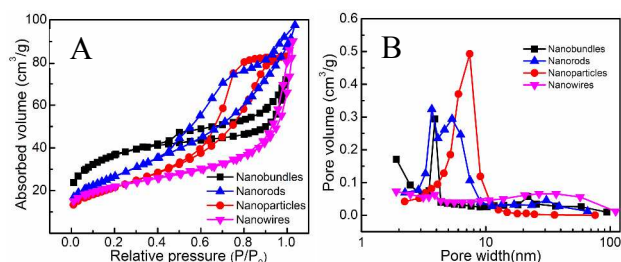 A
Absorbed volume (cm³/g)
100
80
60
40
20
0.0 0.2 0.4 0.6 0.8 1.0
Relative pressure (P/P₀)
Nanobundles
Nanorods
Nanoparticles
Nanowires
B
Pore volume (cm³/g)
0.6
0.5
0.4
0.3
0.2
0.1
0.0
1 10 100
Pore width(nm)
Nanobundles
Nanorods
Nanoparticles
Nanowires